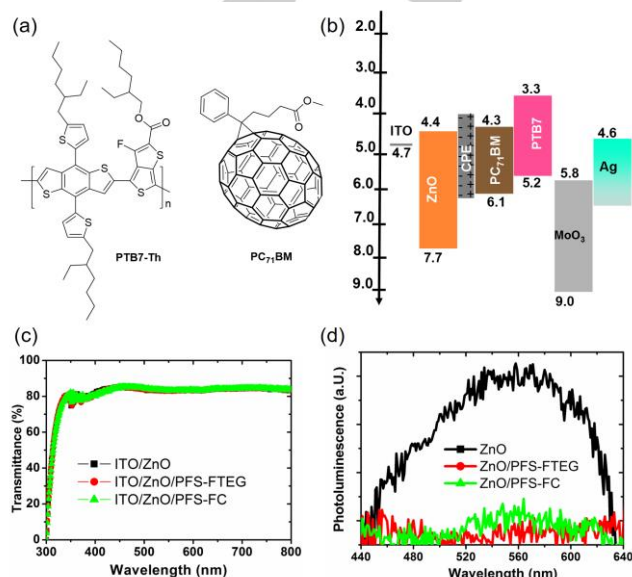 (a)
O
O
F
S
S
S
S
S
S
n
PTB7-Th
O
O
PC71BM
(b)
2.0
3.0
4.0
5.0
6.0
7.0
8.0
9.0
ITO
4.7
4.4
ZnO
7.7
CPE
4.3
PC71BM
6.1
3.3
PTB7
5.2
5.8
MoO3
9.0
4.6
Ag
(c)
Transmittance (%)
100
80
60
40
20
0
ITO/ZnO
ITO/ZnO/PFS-FTEG
ITO/ZnO/PFS-FC
300 400 500 600 700 800
Wavelength (nm)
(d)
Photoluminescence (a.U.)
ZnO
ZnO/PFS-FTEG
ZnO/PFS-FC
440 480 520 560 600 640
Wavelength (nm)